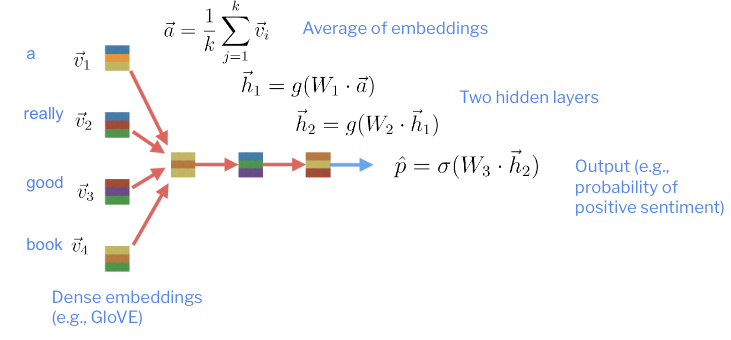 $\vec{a} = \frac{1}{k} \sum_{j=1}^{k} \vec{v}_i$ Average of embeddings
a $\vec{v}_1$
$\vec{h}_1 = g(W_1 \cdot \vec{a})$
Two hidden layers
really $\vec{v}_2$
$\vec{h}_2 = g(W_2 \cdot \vec{h}_1)$
$\hat{p} = \sigma(W_3 \cdot \vec{h}_2)$
Output (e.g.,
probability of
positive sentiment)
good $\vec{v}_3$
book $\vec{v}_4$
Dense embeddings
(e.g., GloVE)